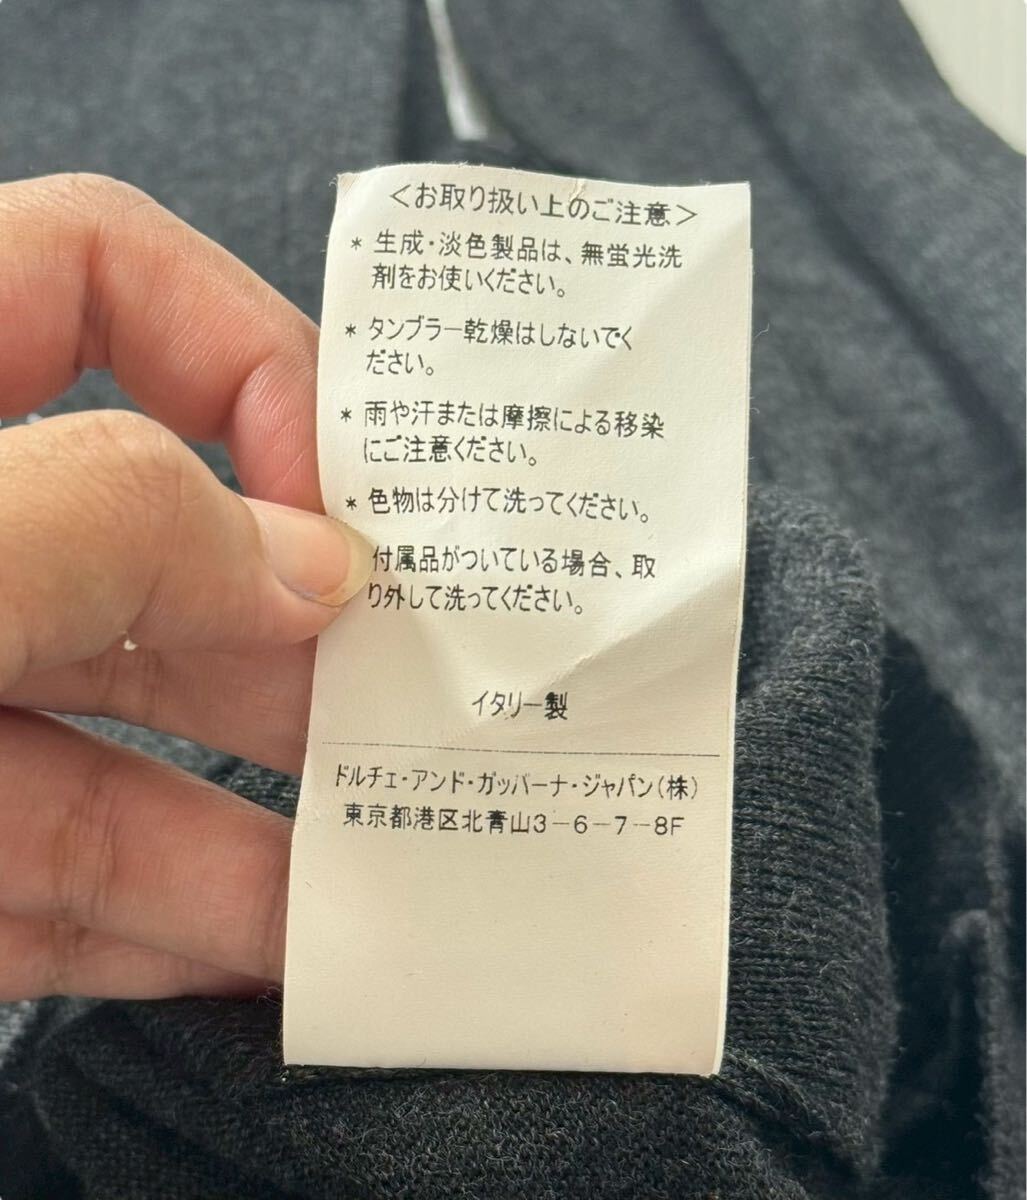 <お取り扱い上のご注意>
* 生成・淡色製品は、無蛍光洗
剤をお使いください。
* タンブラー乾燥はしないでく
ださい。
* 雨や汗または摩擦による移染
にご注意ください。
* 色物は分けて洗ってください。
付属品がついている場合、取
り外して洗ってください。
イタリー製
ドルチェ・アンド・ガッバーナ・ジャパン(株)
東京都港区北青山3-6-7-8F